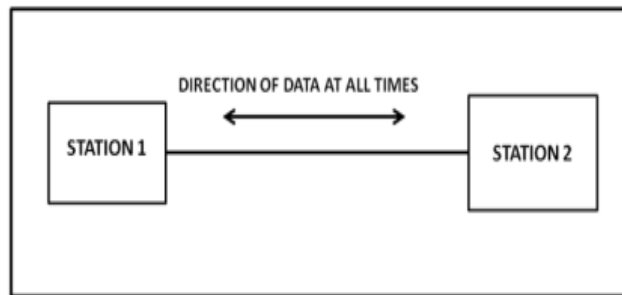 DIRECTION OF DATA AT ALL TIMES
STATION 1
STATION 2